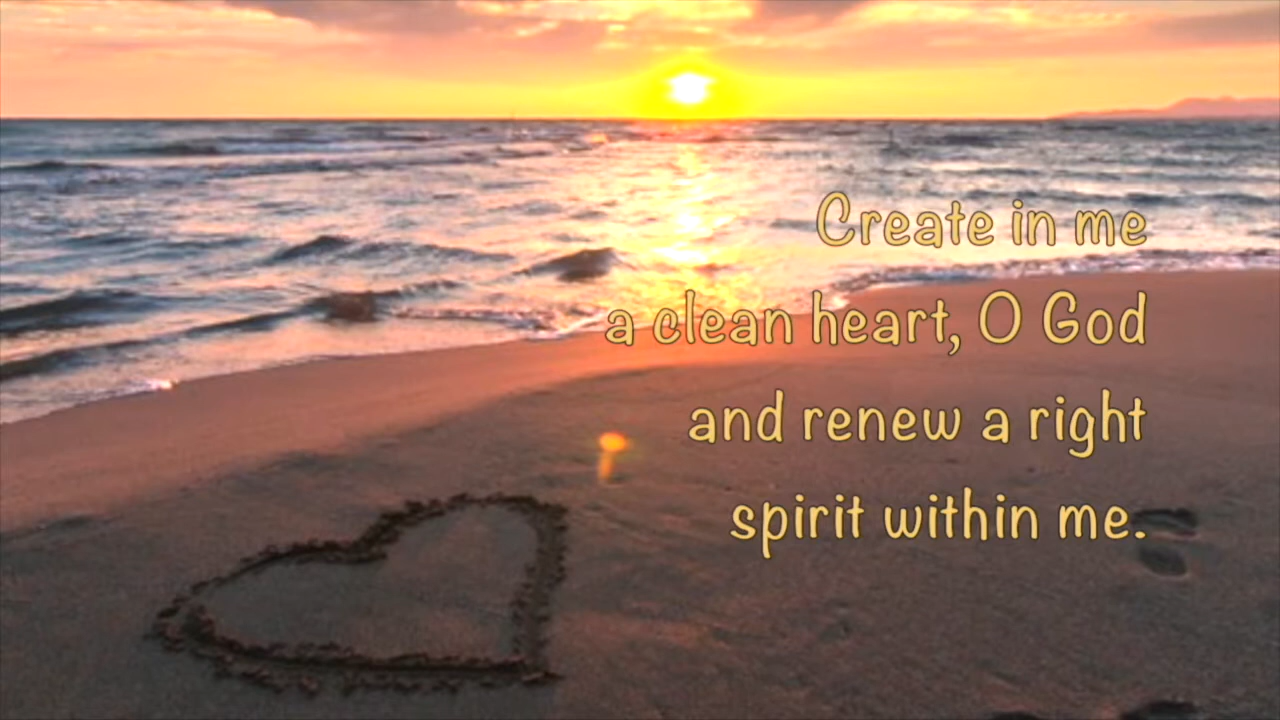 Create in me
a clean heart, O God
and renew a right
spirit within me.